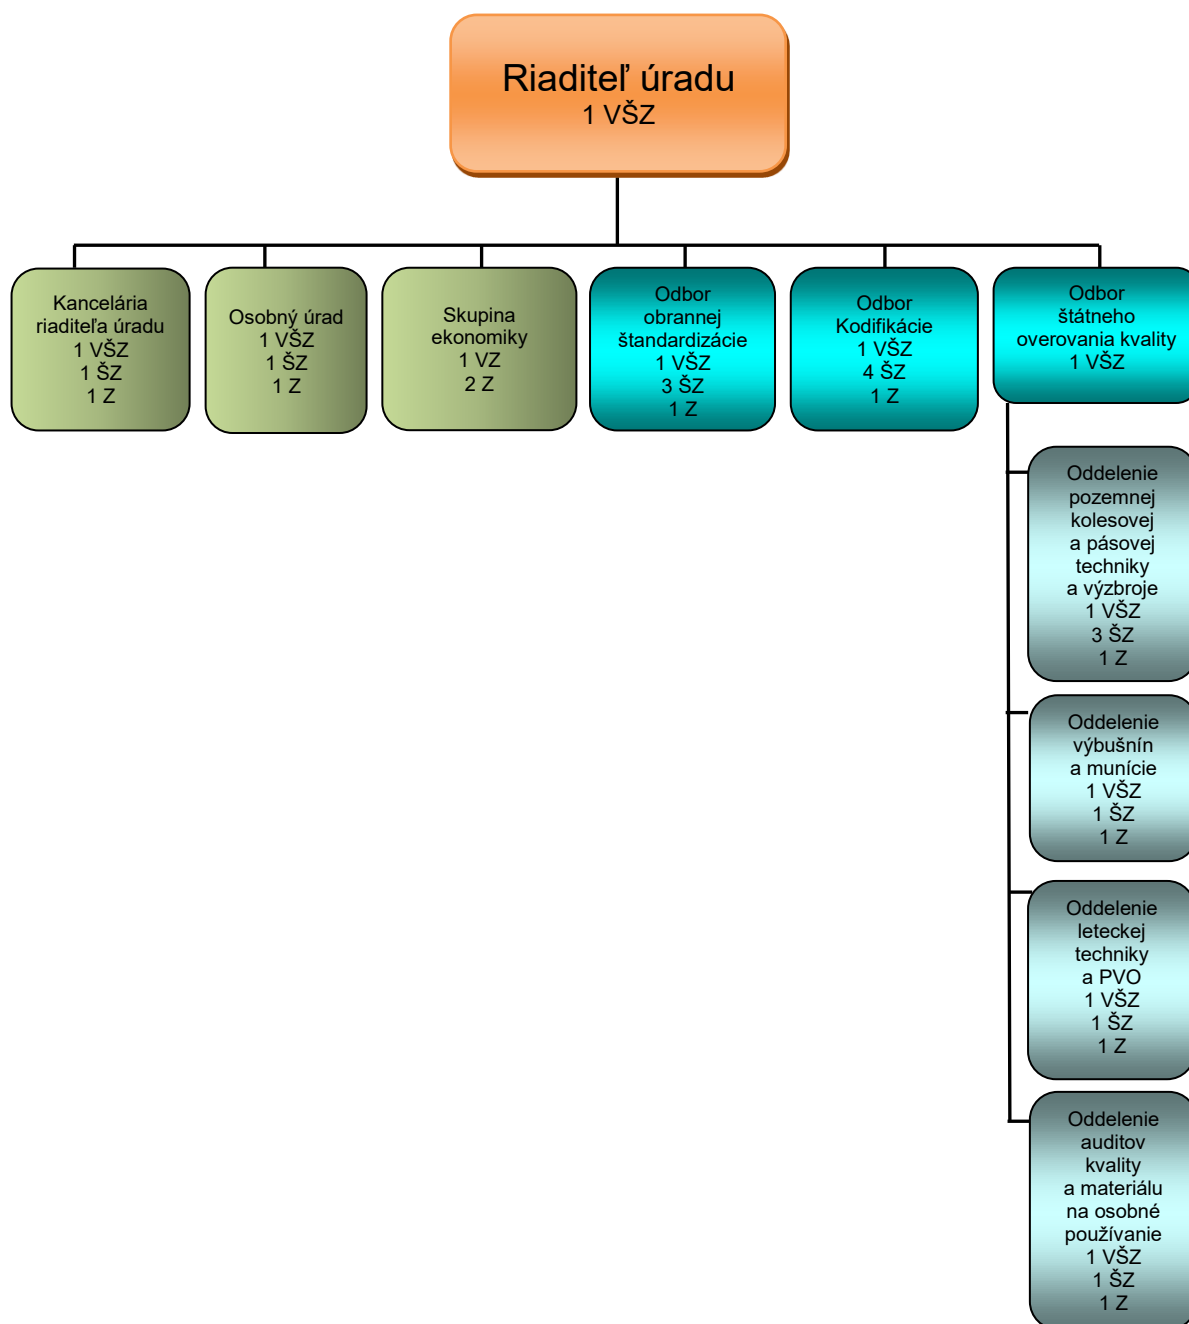 Riaditeľ úradu
1 VŠZ
Kancelária
riaditeľa úradu
1 VŠZ
1 ŠZ
1 Z
Osobný úrad
1 VŠZ
1 ŠZ
1 Z
Skupina
ekonomiky
1 VZ
2 Z
Odbor
obrannej
štandardizácie
1 VŠZ
3 ŠZ
1 Z
Odbor
Kodifikácie
1 VŠZ
4 ŠZ
1 Z
Odbor
štátneho
overovania kvality
1 VŠZ
Oddelenie
pozemnej
kolesovej
a pásovej
techniky
a výzbroje
1 VŠZ
3 ŠZ
1 Z
Oddelenie
výbušnín
a munície
1 VŠZ
1 ŠZ
1 Z
Oddelenie
leteckej
techniky
a PVO
1 VŠZ
1 ŠZ
1 Z
Oddelenie
auditov
kvality
a materiálu
na osobné
používanie
1 VŠZ
1 ŠZ
1 Z